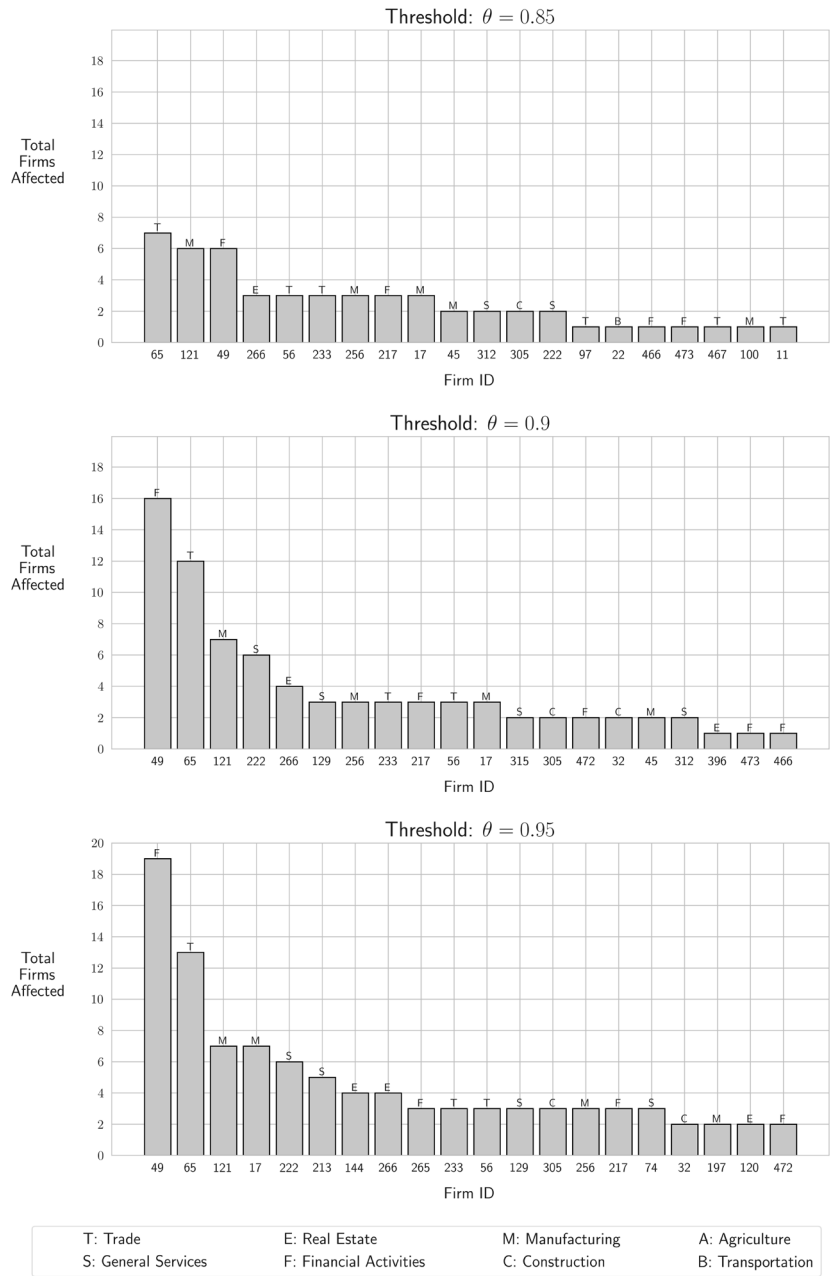 Threshold: θ = 0.85
18
16
14
12
10
8
6
4
2
0
Total
Firms
Affected
T M F E T T M F M M S C S T B F F T M T
65 121 49 266 56 233 256 217 17 45 312 305 222 97 22 466 473 467 100 11
Firm ID
Threshold: θ = 0.9
18
16
14
12
10
8
6
4
2
0
Total
Firms
Affected
F T M S E S M T F T M S C F C M S E F F
49 65 121 222 266 129 256 233 217 56 17 315 305 472 32 45 312 396 473 466
Firm ID
Threshold: θ = 0.95
20
18
16
14
12
10
8
6
4
2
0
Total
Firms
Affected
F T M M S S E E F T T S C M F S C M E F
49 65 121 17 222 213 144 266 265 233 56 129 305 256 217 74 32 197 120 472
Firm ID
T: Trade E: Real Estate M: Manufacturing A: Agriculture
S: General Services F: Financial Activities C: Construction B: Transportation